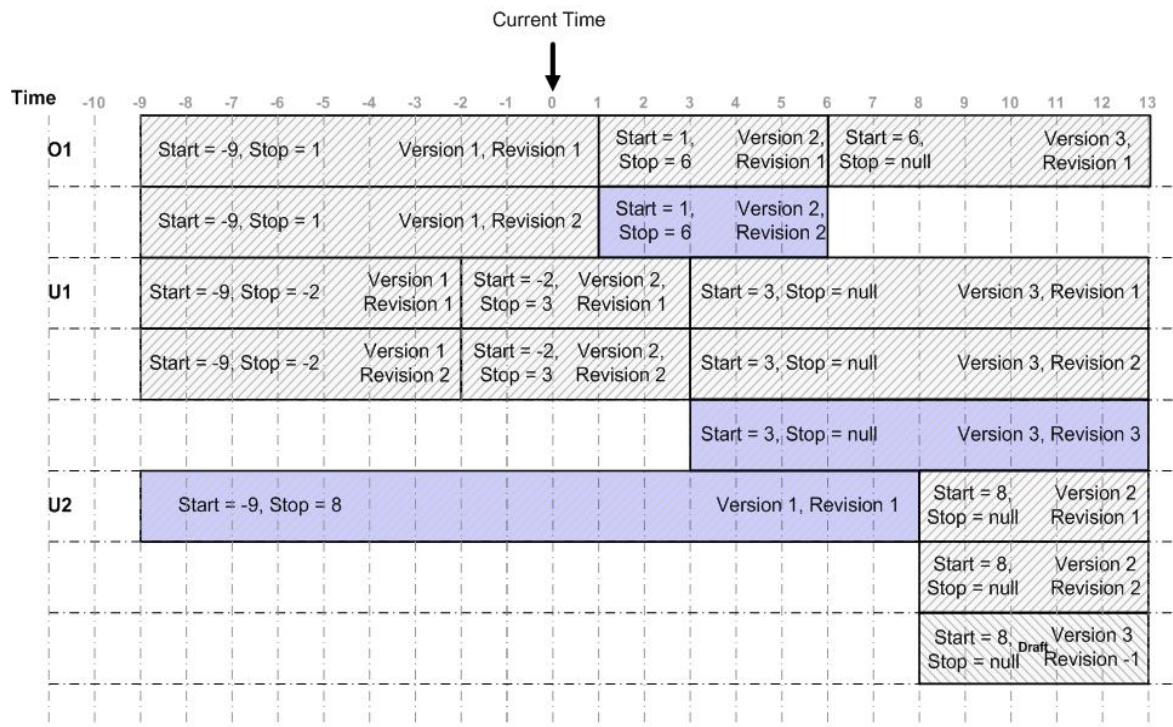 Current Time
Time -10 -9 -8 -7 -6 -5 -4 -3 -2 -1 0 1 2 3 4 5 6 7 8 9 10 11 12 13
O1
Start = -9, Stop = 1 Version 1, Revision 1
Start = 1, Version 2,
Stop = 6 Revision 1
Start = 6, Version 3,
Stop = null Revision 1
Start = -9, Stop = 1 Version 1, Revision 2
Start = 1, Version 2,
Stop = 6 Revision 2
U1
Start = -9, Stop = -2 Version 1
Revision 1
Start = -2, Version 2,
Stop = 3 Revision 1
Start = 3, Stop = null Version 3, Revision 1
Start = -9, Stop = -2 Version 1
Revision 2
Start = -2, Version 2,
Stop = 3 Revision 2
Start = 3, Stop = null Version 3, Revision 2
Start = 3, Stop = null Version 3, Revision 3
U2
Start = -9, Stop = 8 Version 1, Revision 1
Start = 8, Version 2
Stop = null Revision 1
Start = 8, Version 2
Stop = null Revision 2
Start = 8, Draft Version 3
Stop = null Revision -1